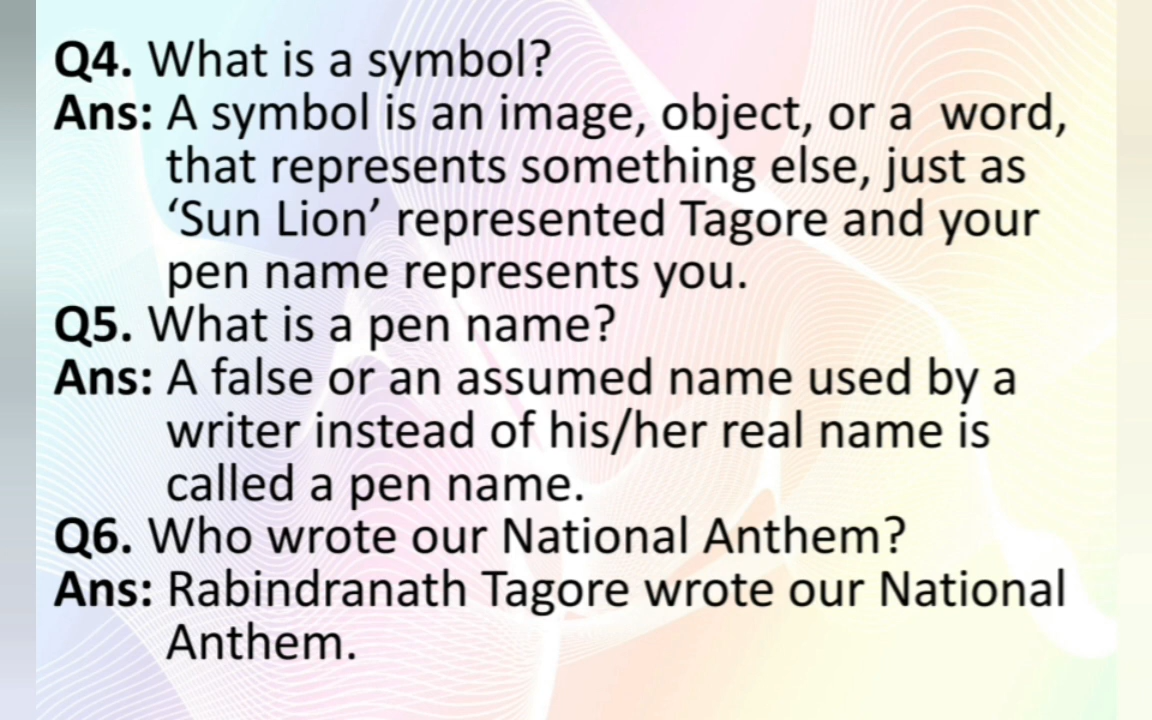 Q4. What is a symbol?
Ans: A symbol is an image, object, or a  word,
that represents something else, just as
‘Sun Lion’ represented Tagore and your
pen name represents you.
Q5. What is a pen name?
Ans: A false or an assumed name used by a
writer instead of his/her real name is
called a pen name.
Q6. Who wrote our National Anthem?
Ans: Rabindranath Tagore wrote our National
Anthem.